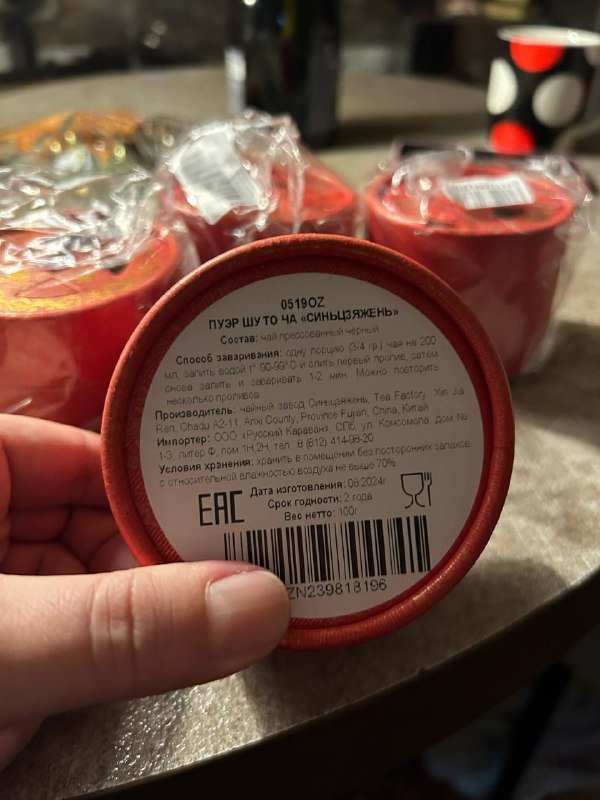 0519OZ
ПУЭР ШУ ТО ЧА «СИНЬЦЗЯЖЕНЬ»
Состав: чай прессованный черный
Способ заваривания: одну порцию (3/4 гр.) чая на 200
мл, залить водой t° 90-99°С и слить первый пролив, затем
снова залить и заваривать 1-2 мин. Можно повторить
несколько проливов.
Производитель: чайный завод Синьцзяжень, Tea Factory Xin Jia
Ren, Chadu A2-11, Anxi County, Province Fujian, China, Китай
Импортер: ООО «Русский Караван», СПб, ул. Комсомола, дом №
1-3, литер Ф, пом 1Н,2Н, тел. 8 (812) 414-98-20
Условия хранения: хранить в помещении без посторонних запахов
с относительной влажностью воздуха не выше 70%
EAC
Дата изготовления: 08.2024г
Срок годности: 2 года
Вес нетто: 100г
ZN239818196